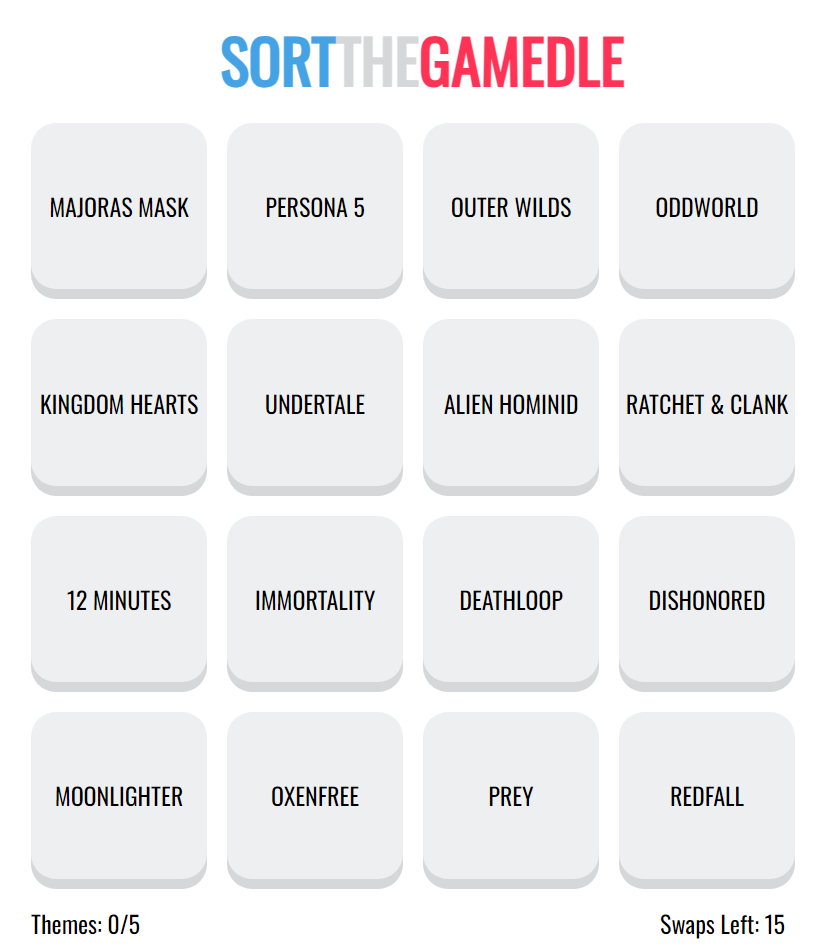 SORTTHEGAMEDLE
MAJORAS MASK
PERSONA 5
OUTER WILDS
ODDWORLD
KINGDOM HEARTS
UNDERTALE
ALIEN HOMINID
RATCHET & CLANK
12 MINUTES
IMMORTALITY
DEATHLOOP
DISHONORED
MOONLIGHTER
OXENFREE
PREY
REDFALL
Themes: 0/5
Swaps Left: 15